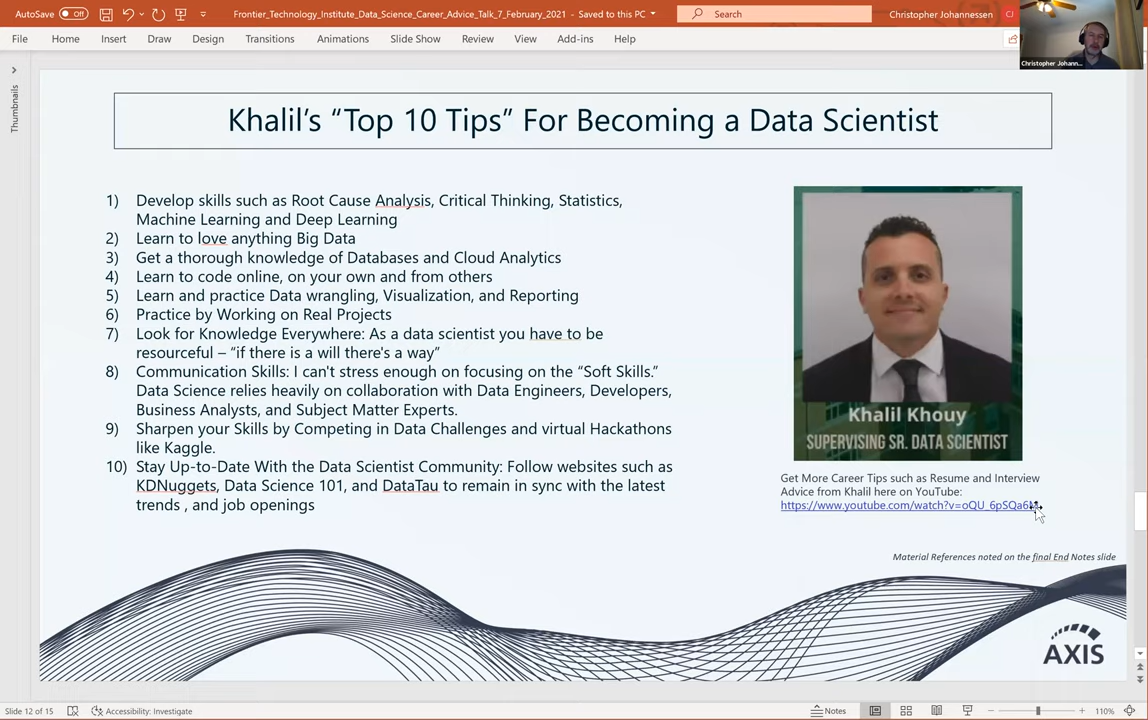 AutoSave Off Frontier_Technology_Institute_Data_Science_Career_Advice_Talk_7_February_2021 - Saved to this PC Search Christopher Johannessen CJ
File Home Insert Draw Design Transitions Animations Slide Show Review View Add-ins Help
Christopher Johann...
Thumbnails
Khalil's “Top 10 Tips” For Becoming a Data Scientist
1) Develop skills such as Root Cause Analysis, Critical Thinking, Statistics,
Machine Learning and Deep Learning
2) Learn to love anything Big Data
3) Get a thorough knowledge of Databases and Cloud Analytics
4) Learn to code online, on your own and from others
5) Learn and practice Data wrangling, Visualization, and Reporting
6) Practice by Working on Real Projects
7) Look for Knowledge Everywhere: As a data scientist you have to be
resourceful – “if there is a will there's a way”
8) Communication Skills: I can't stress enough on focusing on the “Soft Skills.”
Data Science relies heavily on collaboration with Data Engineers, Developers,
Business Analysts, and Subject Matter Experts.
9) Sharpen your Skills by Competing in Data Challenges and virtual Hackathons
like Kaggle.
10) Stay Up-to-Date With the Data Scientist Community: Follow websites such as
KDNuggets, Data Science 101, and DataTau to remain in sync with the latest
trends , and job openings
Khalil Khouy
SUPERVISING SR. DATA SCIENTIST
Get More Career Tips such as Resume and Interview
Advice from Khalil here on YouTube:
https://www.youtube.com/watch?v=oQU_6pSQa6
Material References noted on the final End Notes slide
AXIS
Slide 12 of 15 Accessibility: Investigate Notes 110%